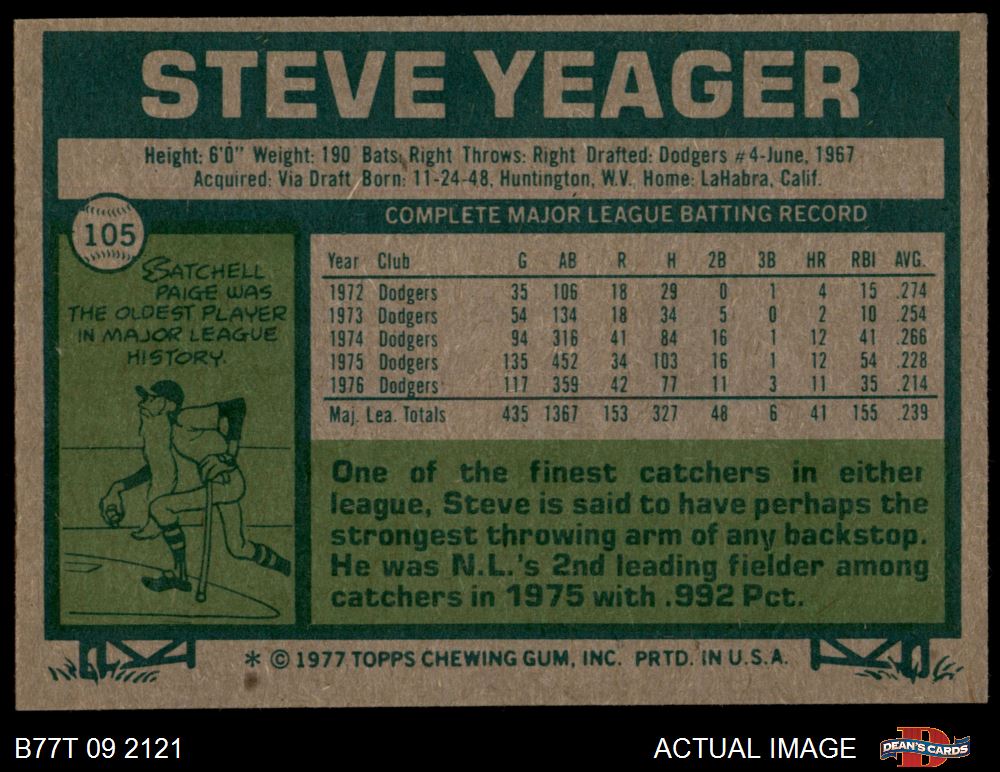 STEVE YEAGER
Height: 6'0" Weight: 190 Bats: Right Throws: Right Drafted: Dodgers #4-June, 1967
Acquired: Via Draft Born: 11-24-48, Huntington, W.V. Home: LaHabra, Calif.
105
SATCHELL
PAIGE WAS
THE OLDEST PLAYER
IN MAJOR LEAGUE
HISTORY.
COMPLETE MAJOR LEAGUE BATTING RECORD
Year Club G AB R H 2B 3B HR RBI AVG.
1972 Dodgers 35 106 18 29 0 1 4 15 .274
1973 Dodgers 54 134 18 34 5 0 2 10 .254
1974 Dodgers 94 316 41 84 16 1 12 41 .266
1975 Dodgers 135 452 34 103 16 1 12 54 .228
1976 Dodgers 117 359 42 77 11 3 11 35 .214
Maj. Lea. Totals 435 1367 153 327 48 6 41 155 .239
One of the finest catchers in either
league, Steve is said to have perhaps the
strongest throwing arm of any backstop.
He was N.L.'s 2nd leading fielder among
catchers in 1975 with .992 Pct.
* © 1977 TOPPS CHEWING GUM, INC. PRTD. IN U.S.A.
B77T 09 2121
ACTUAL IMAGE
D
DEAN'S CARDS